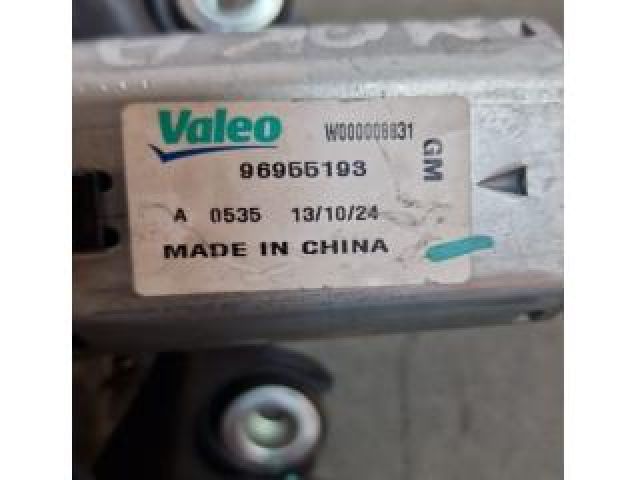 Valeo W000008831
96955193 GM
A 0535 13/10/24
MADE IN CHINA